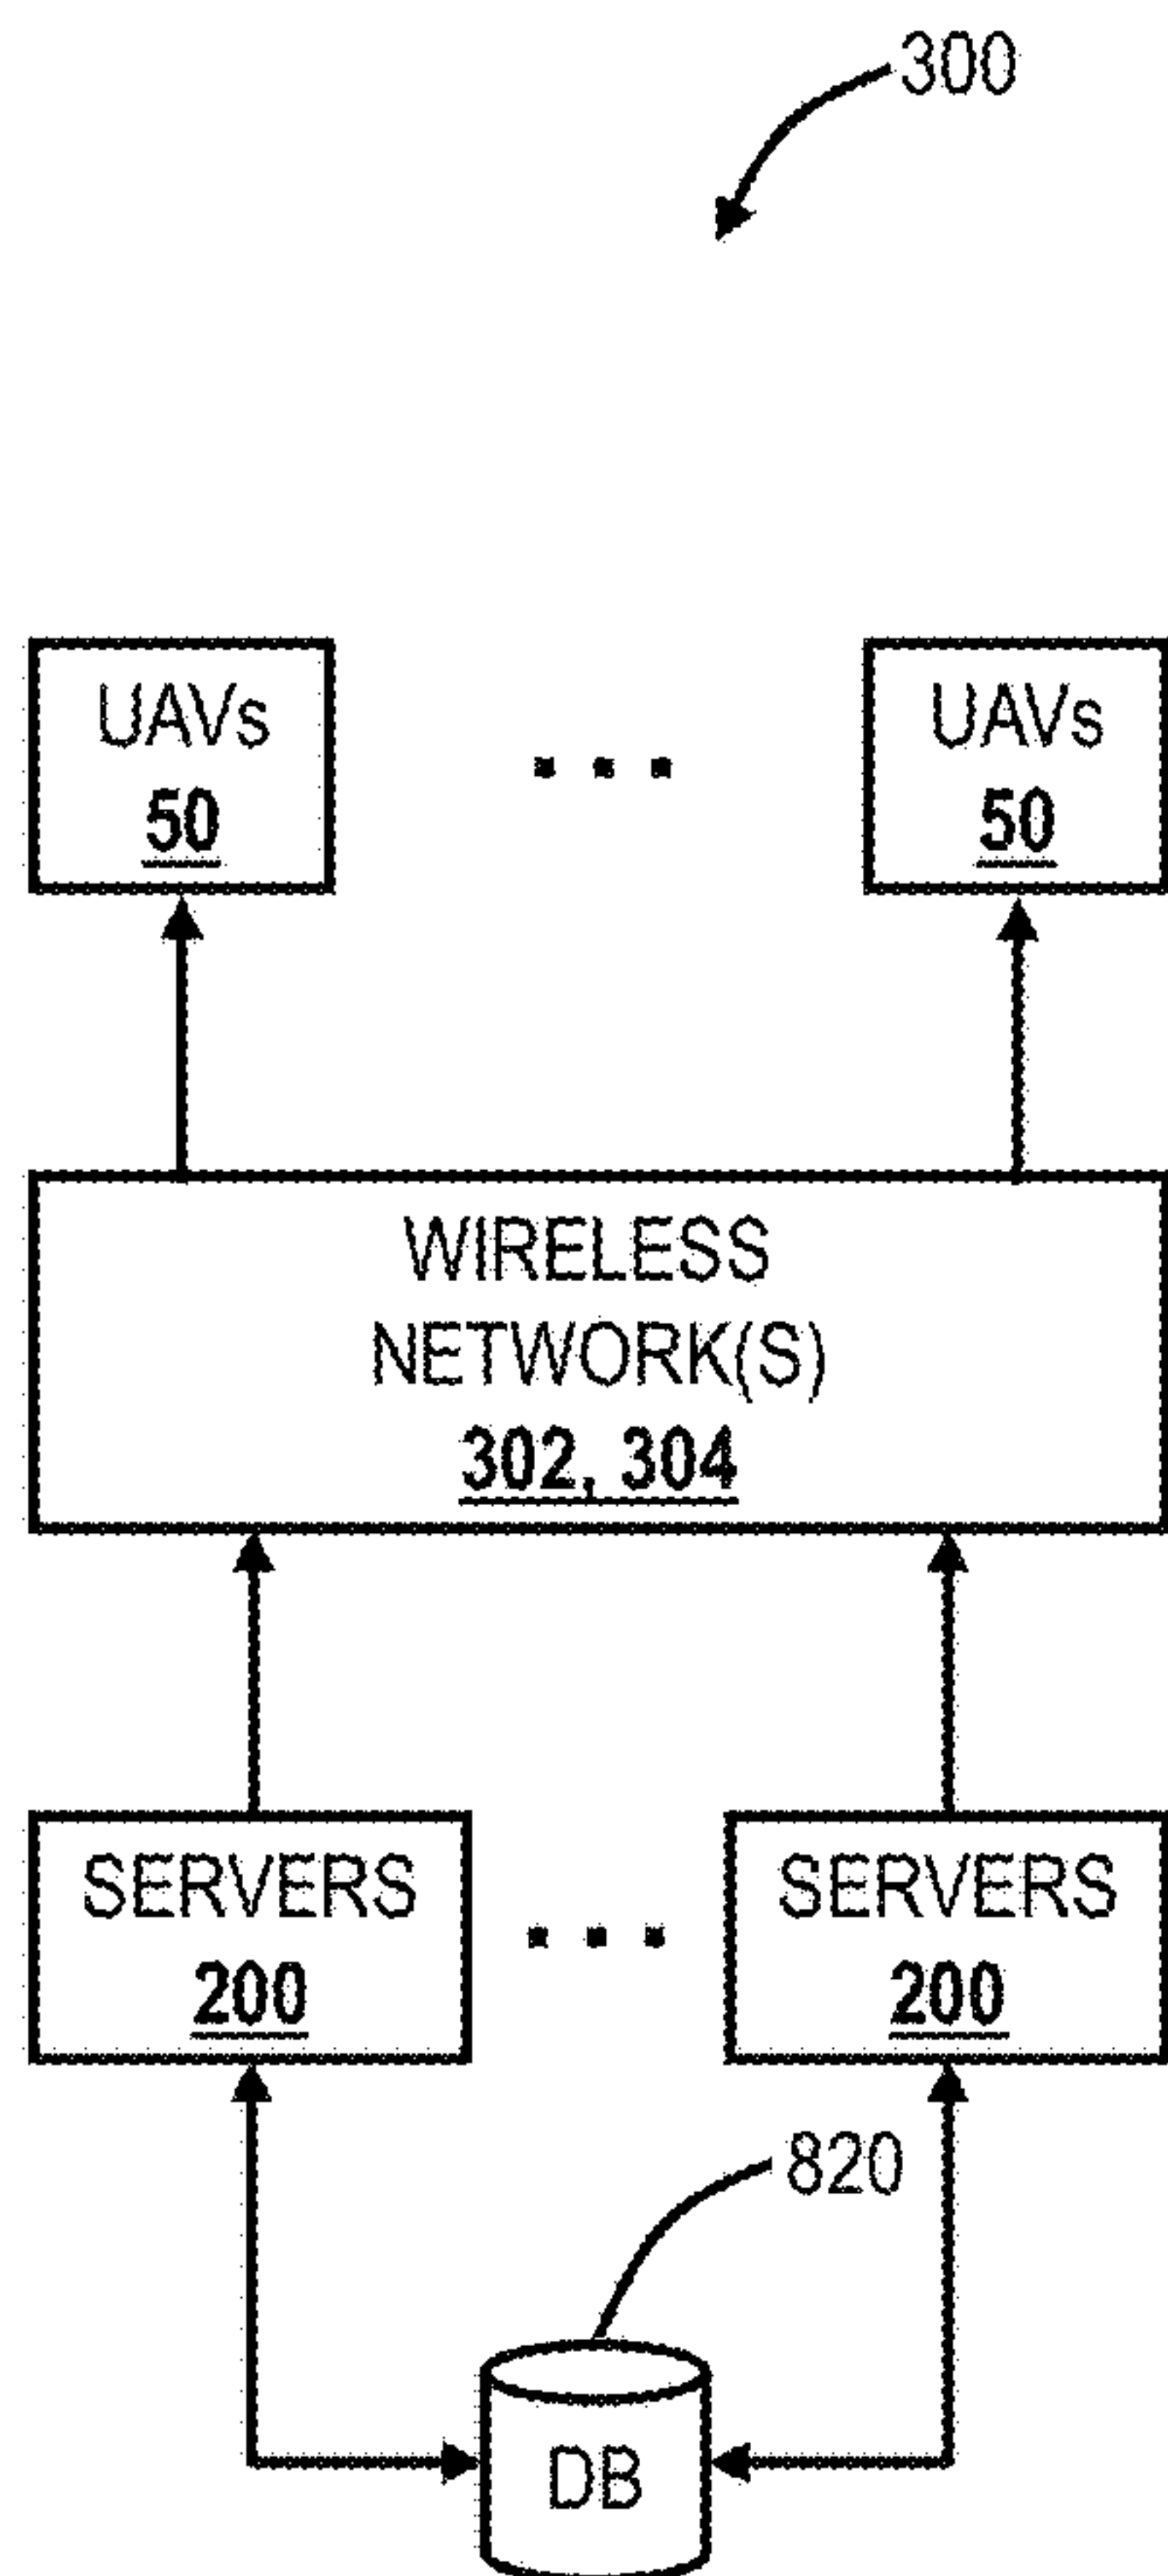 300
UAVs
50
UAVs
50
WIRELESS
NETWORK(S)
302, 304
SERVERS
200
SERVERS
200
820
DB